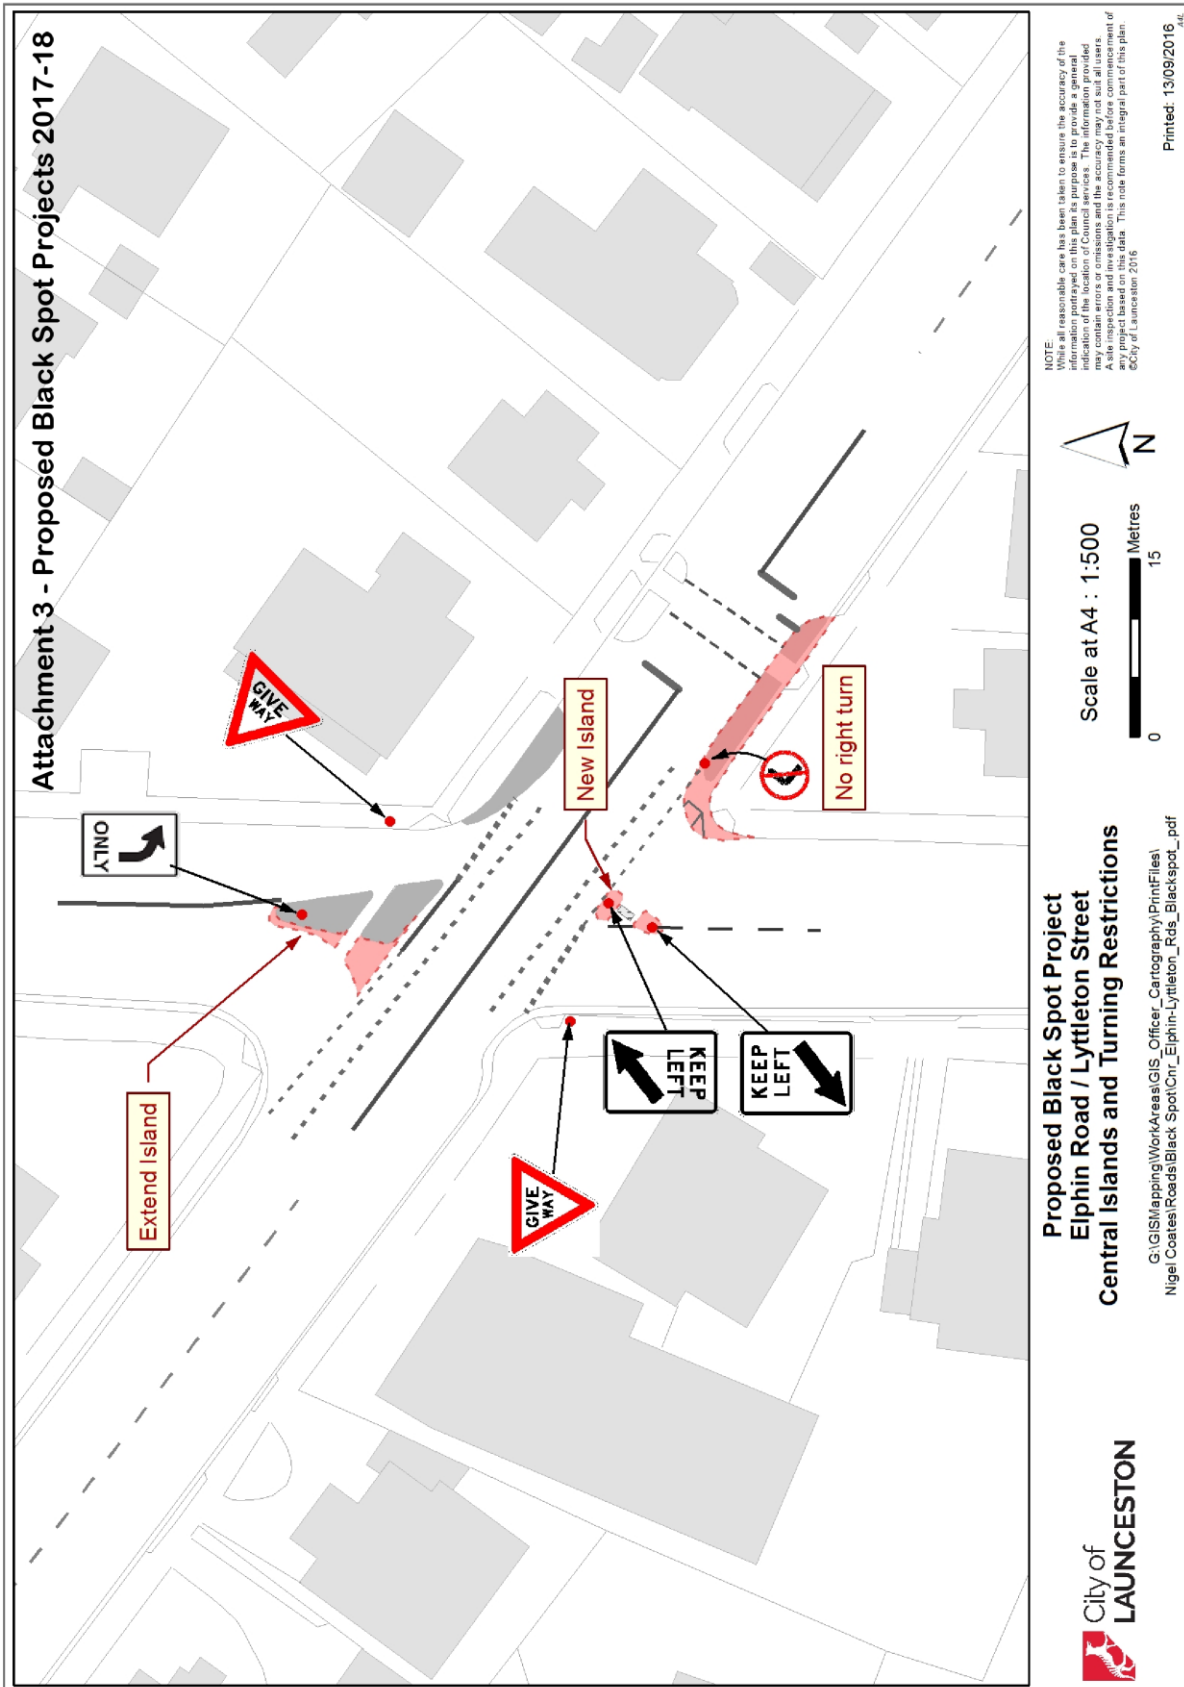 Attachment 3 - Proposed Black Spot Projects 2017-18
ONLY
GIVE
WAY
Extend Island
New Island
No right turn
GIVE
WAY
KEEP
LEFT
KEEP
LEFT
City of
LAUNCESTON
Proposed Black Spot Project
Elphin Road / Lyttleton Street
Central Islands and Turning Restrictions
G:\GISMapping\WorkAreas\GIS_Officer_Cartography\PrintFiles\
Nigel Coates\Roads\Black Spot\Cnr_Elphin-Lyttleton_Rds_Blackspot_.pdf
Scale at A4 : 1:500
0
15
Metres
N
NOTE:
While all reasonable care has been taken to ensure the accuracy of the
information portrayed on this plan its purpose is to provide a general
indication of the location of Council services. The information provided
may contain errors or omissions and the accuracy may not suit all users.
A site inspection and investigation is recommended before commencement of
any project based on this data. This note forms an integral part of this plan.
©City of Launceston 2016
Printed: 13/09/2016